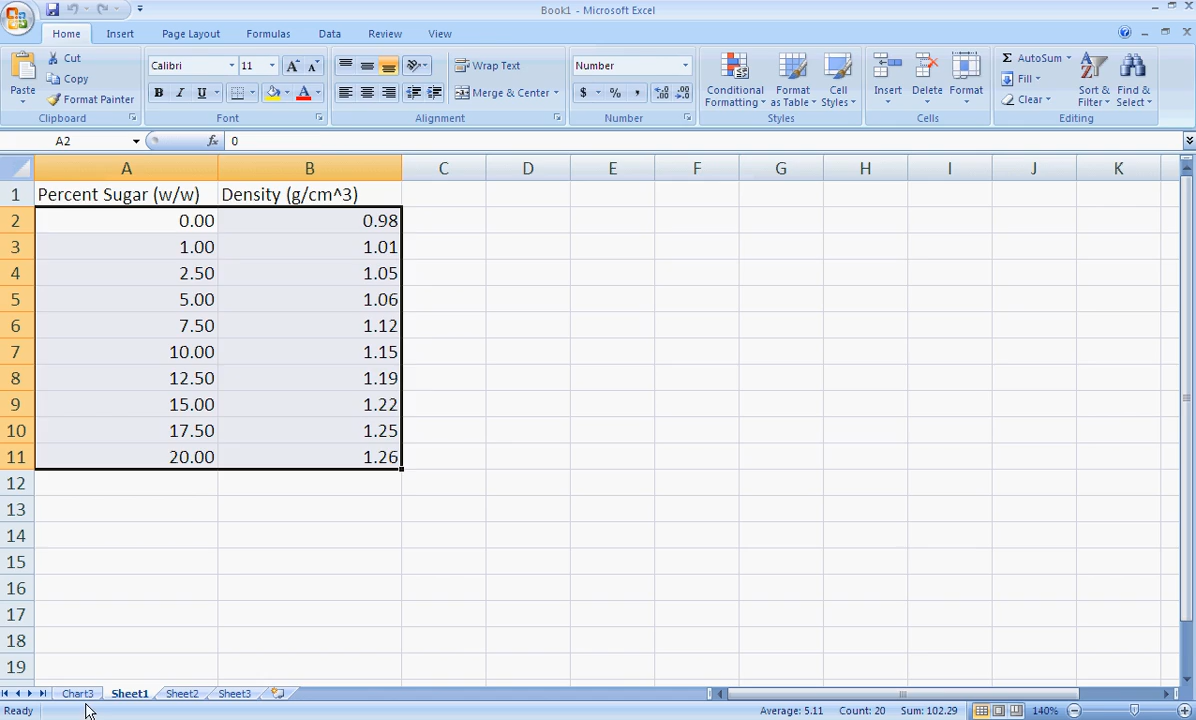 Book1 - Microsoft Excel
Home Insert Page Layout Formulas Data Review View
Paste
Cut
Copy
Format Painter
Clipboard
Calibri 11
B I U
Font
Wrap Text
Merge & Center
Alignment
Number
$ % ,
Number
Conditional Formatting
Format as Table
Cell Styles
Styles
Insert Delete Format
Cells
Σ AutoSum
Fill
Clear
Sort & Filter
Find & Select
Editing
A2 fx 0
A B C D E F G H I J K
1 Percent Sugar (w/w) Density (g/cm^3)
2 0.00 0.98
3 1.00 1.01
4 2.50 1.05
5 5.00 1.06
6 7.50 1.12
7 10.00 1.15
8 12.50 1.19
9 15.00 1.22
10 17.50 1.25
11 20.00 1.26
12
13
14
15
16
17
18
19
Chart3 Sheet1 Sheet2 Sheet3
Ready Average: 5.11 Count: 20 Sum: 102.29 140%